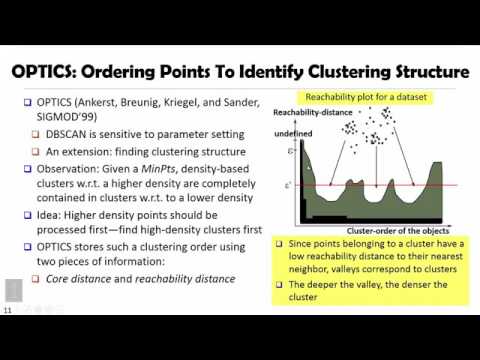 OPTICS: Ordering Points To Identify Clustering Structure
OPTICS (Ankerst, Breunig, Kriegel, and Sander,
SIGMOD'99)
DBSCAN is sensitive to parameter setting
An extension: finding clustering structure
Observation: Given a MinPts, density-based
clusters w.r.t. a higher density are completely
contained in clusters w.r.t. to a lower density
Idea: Higher density points should be
processed first—find high-density clusters first
OPTICS stores such a clustering order using
two pieces of information:
Core distance and reachability distance
Reachability plot for a dataset
Reachability-distance
undefined
ε
ε'
Cluster-order of the objects
Since points belonging to a cluster have a
low reachability distance to their nearest
neighbor, valleys correspond to clusters
The deeper the valley, the denser the
cluster
11